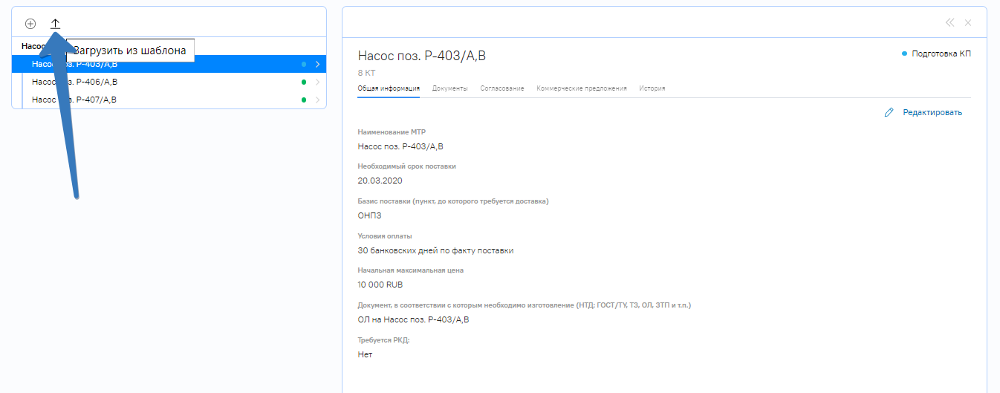 Насос
Загрузить из шаблона
Насос поз. P-403/A,B
Насос поз. P-406/A,B
Насос поз. P-407/A,B
Насос поз. P-403/A,B
Подготовка КП
8 КТ
Общая информация Документы Согласование Коммерческие предложения История
Редактировать
Наименование МТР
Насос поз. P-403/A,B
Необходимый срок поставки
20.03.2020
Базис поставки (пункт, до которого требуется доставка)
ОНПЗ
Условия оплаты
30 банковских дней по факту поставки
Начальная максимальная цена
10 000 RUB
Документ, в соответствии с которым необходимо изготовление (НТД: ГОСТ/ТУ, ТЗ, ОЛ, ЗТП и т.п.)
ОЛ на Насос поз. P-403/A,B
Требуется РКД:
Нет